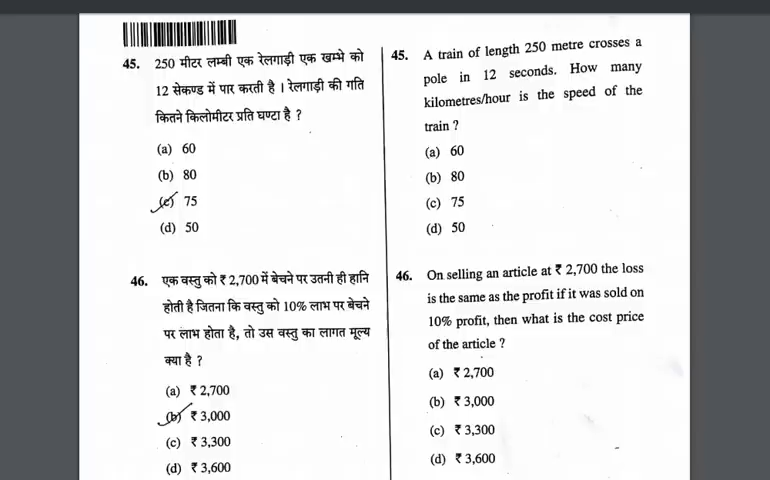 45. 250 मीटर लम्बी एक रेलगाड़ी एक खम्भे को
12 सेकण्ड में पार करती है । रेलगाड़ी की गति
कितने किलोमीटर प्रति घण्टा है ?
(a) 60
(b) 80
(c) 75
(d) 50
46. एक वस्तु को ₹ 2,700 में बेचने पर उतनी ही हानि
होती है जितना कि वस्तु को 10% लाभ पर बेचने
पर लाभ होता है, तो उस वस्तु का लागत मूल्य
क्या है ?
(a) ₹ 2,700
(b) ₹ 3,000
(c) ₹ 3,300
(d) ₹ 3,600
45. A train of length 250 metre crosses a
pole in 12 seconds. How many
kilometres/hour is the speed of the
train ?
(a) 60
(b) 80
(c) 75
(d) 50
46. On selling an article at ₹ 2,700 the loss
is the same as the profit if it was sold on
10% profit, then what is the cost price
of the article ?
(a) ₹ 2,700
(b) ₹ 3,000
(c) ₹ 3,300
(d) ₹ 3,600